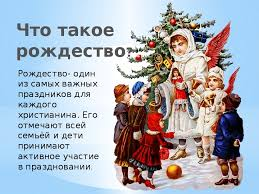 Что такое
рождество?
Рождество- один
из самых важных
праздников для
каждого
христианина. Его
отмечают всей
семьёй и дети
принимают
активное участие
в праздновании.